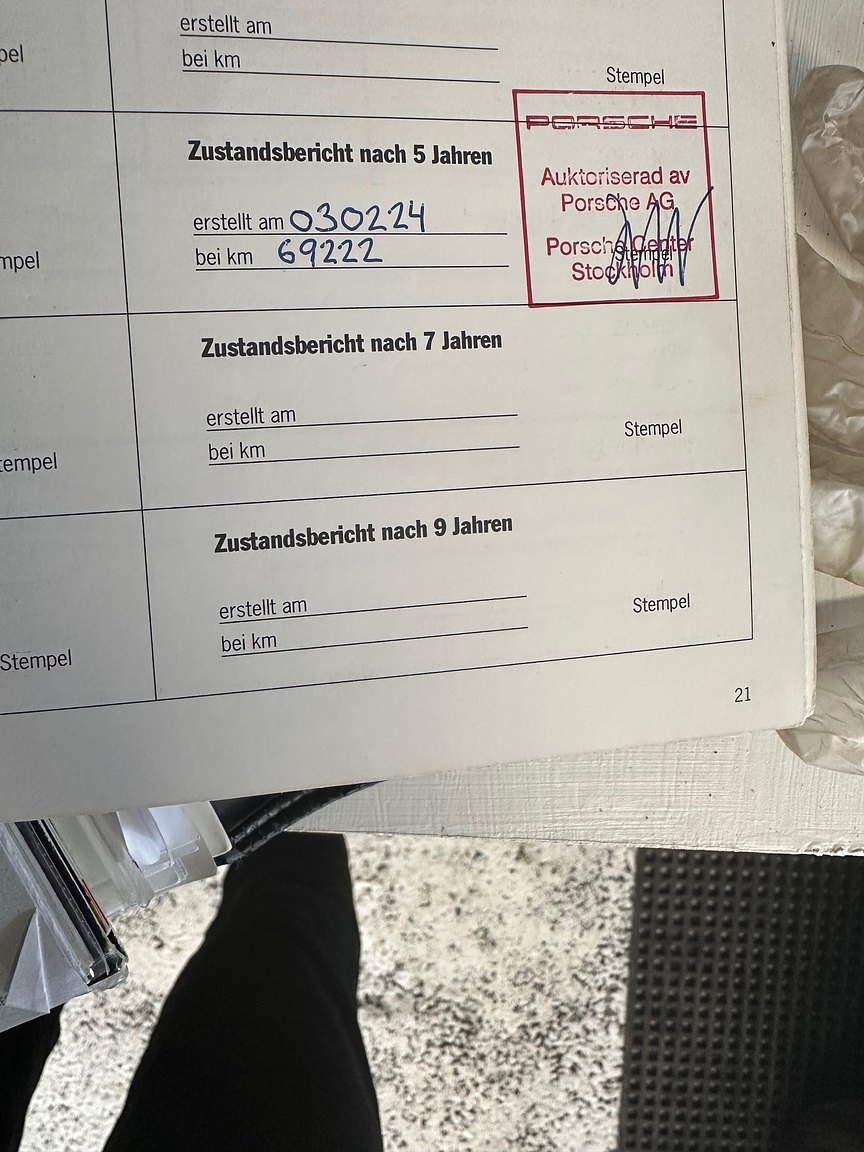 erstellt am
bei km
Stempel
pel
Zustandsbericht nach 5 Jahren
erstellt am 030224
bei km 69222
Stempel
PORSCHE
Auktoriserad av
Porsche AG
Porsche Center
Stockholm
mpel
Zustandsbericht nach 7 Jahren
erstellt am
bei km
Stempel
tempel
Zustandsbericht nach 9 Jahren
erstellt am
bei km
Stempel
Stempel
21